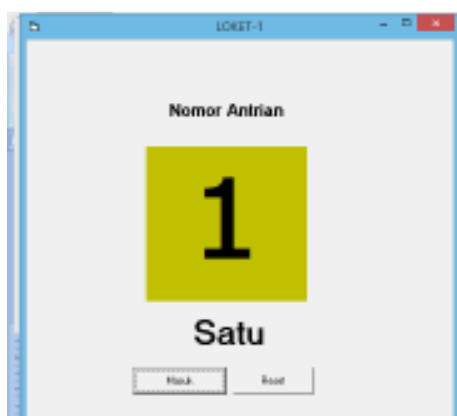 LOKET-1
Nomor Antrian
1
Satu
Masuk
Reset